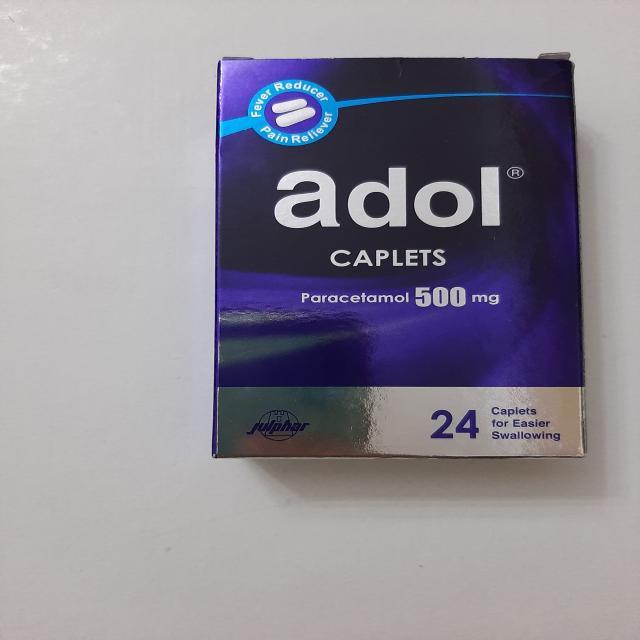 Fever Reducer
Pain Reliever
adol®
CAPLETS
Paracetamol 500 mg
julphar
24 Caplets
for Easier
Swallowing